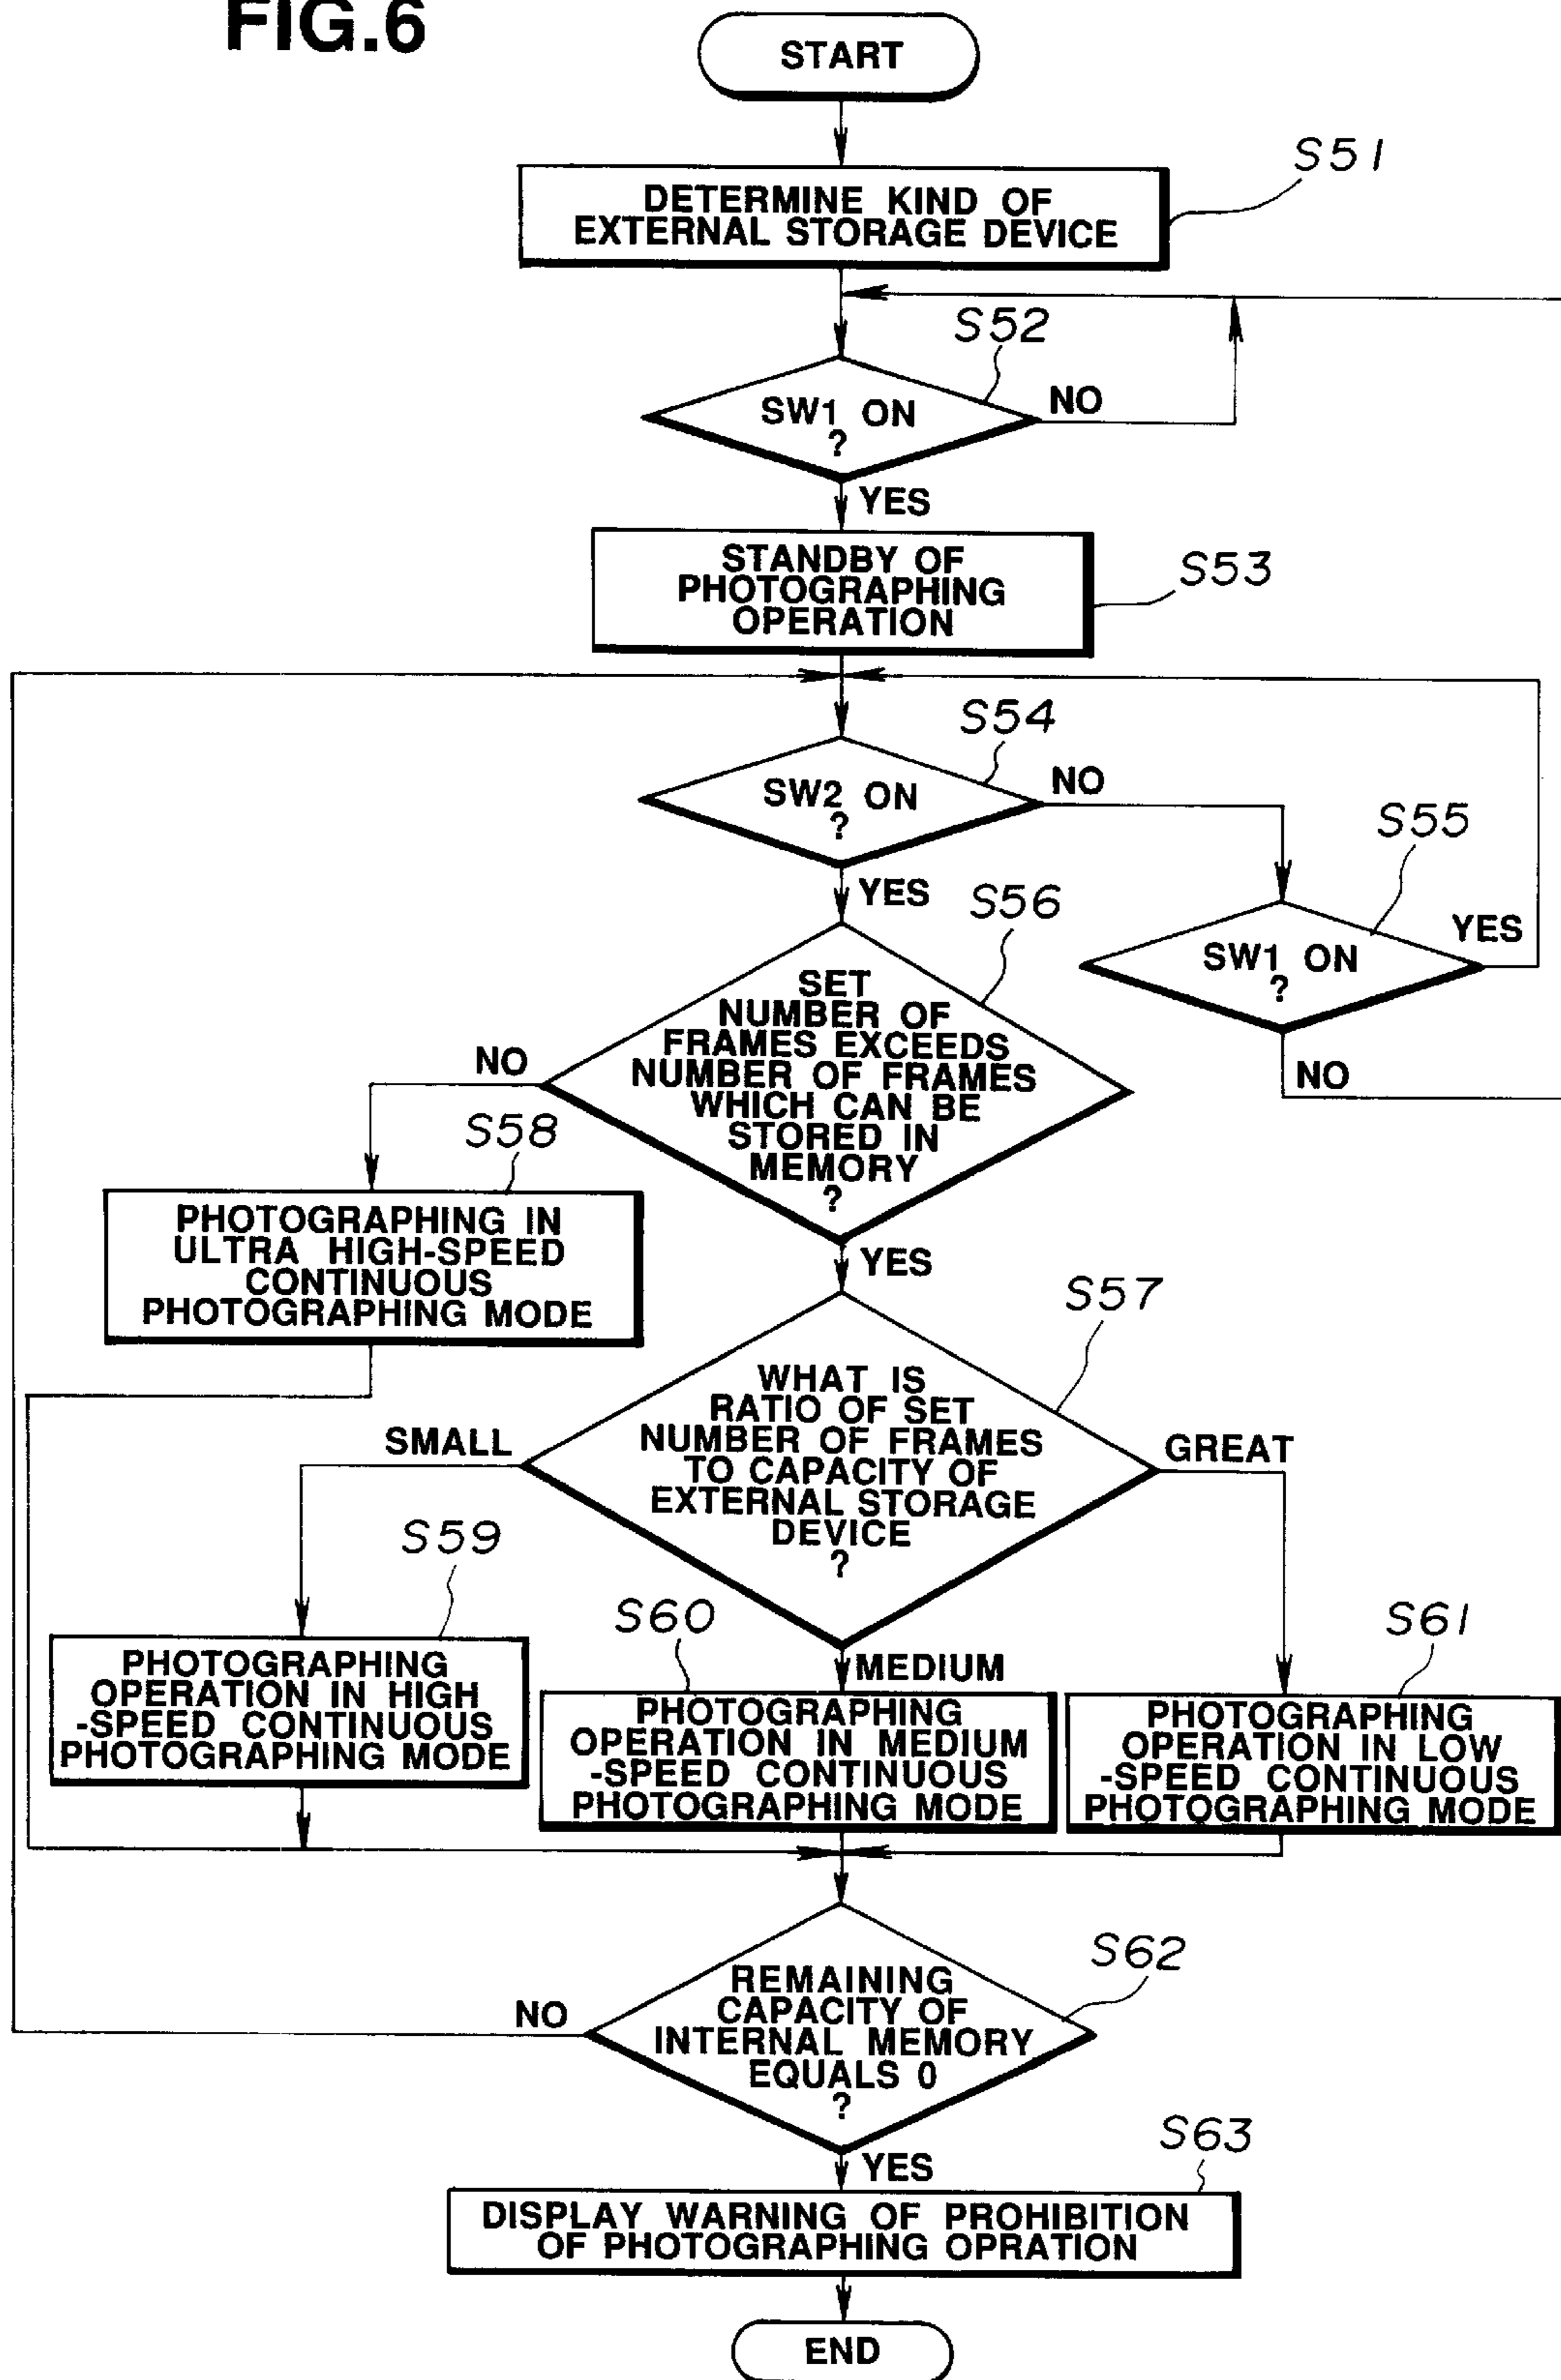 FIG.6
START
S51
DETERMINE KIND OF
EXTERNAL STORAGE DEVICE
S52
SW1 ON
?
NO
YES
STANDBY OF
PHOTOGRAPHING
OPERATION
S53
S54
SW2 ON
?
NO
S55
YES
SW1 ON
?
YES
NO
S56
SET
NUMBER OF
FRAMES EXCEEDS
NUMBER OF FRAMES
WHICH CAN BE
STORED IN
MEMORY
?
NO
S58
PHOTOGRAPHING IN
ULTRA HIGH-SPEED
CONTINUOUS
PHOTOGRAPHING MODE
YES
S57
WHAT IS
RATIO OF SET
NUMBER OF FRAMES
TO CAPACITY OF
EXTERNAL STORAGE
DEVICE
?
SMALL
GREAT
S59
PHOTOGRAPHING
OPERATION IN HIGH
-SPEED CONTINUOUS
PHOTOGRAPHING MODE
S60
MEDIUM
PHOTOGRAPHING
OPERATION IN MEDIUM
-SPEED CONTINUOUS
PHOTOGRAPHING MODE
S61
PHOTOGRAPHING
OPERATION IN LOW
-SPEED CONTINUOUS
PHOTOGRAPHING MODE
S62
REMAINING
CAPACITY OF
INTERNAL MEMORY
EQUALS 0
?
NO
YES
S63
DISPLAY WARNING OF PROHIBITION
OF PHOTOGRAPHING OPRATION
END